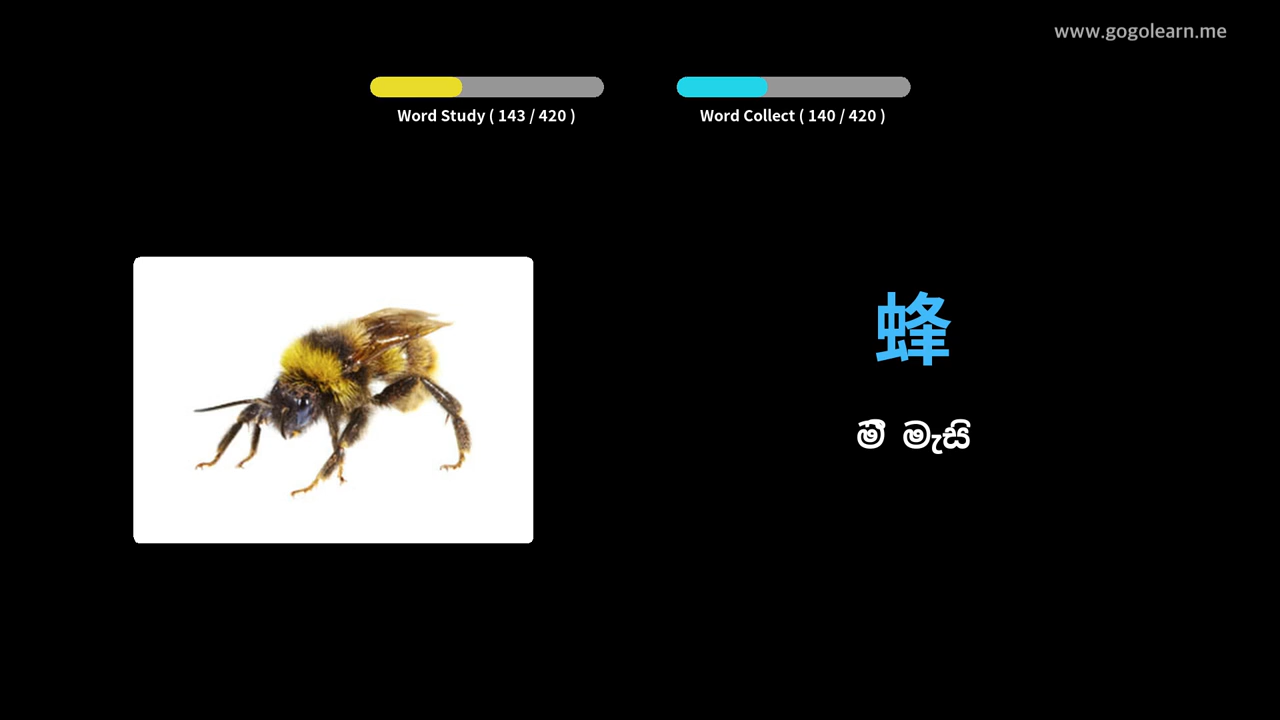 www.gogolearn.me
Word Study ( 143 / 420 )
Word Collect ( 140 / 420 )
蜂
මී මැසි